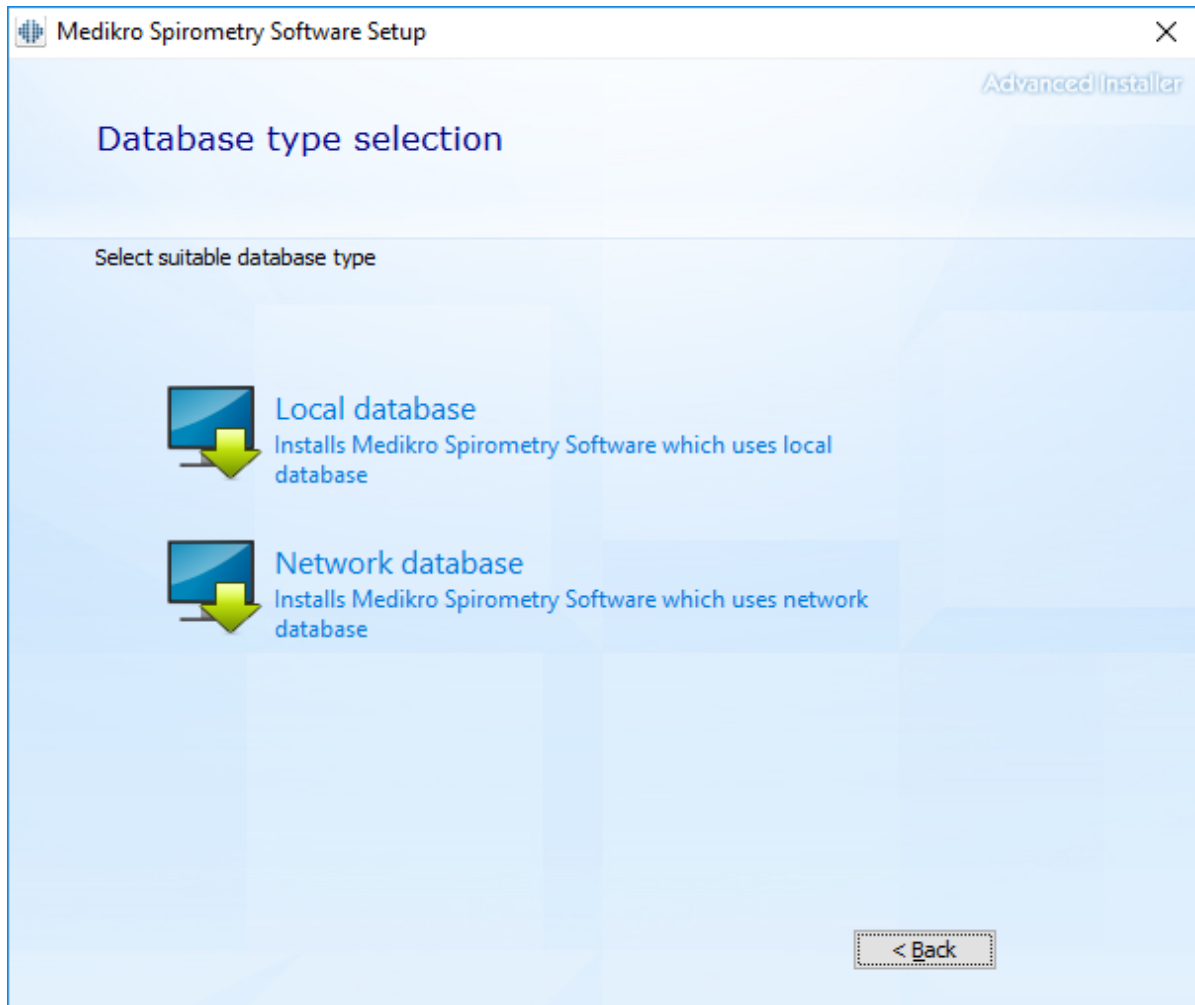 Medikro Spirometry Software Setup
Advanced Installer
Database type selection
Select suitable database type
Local database
Installs Medikro Spirometry Software which uses local
database
Network database
Installs Medikro Spirometry Software which uses network
database
< Back